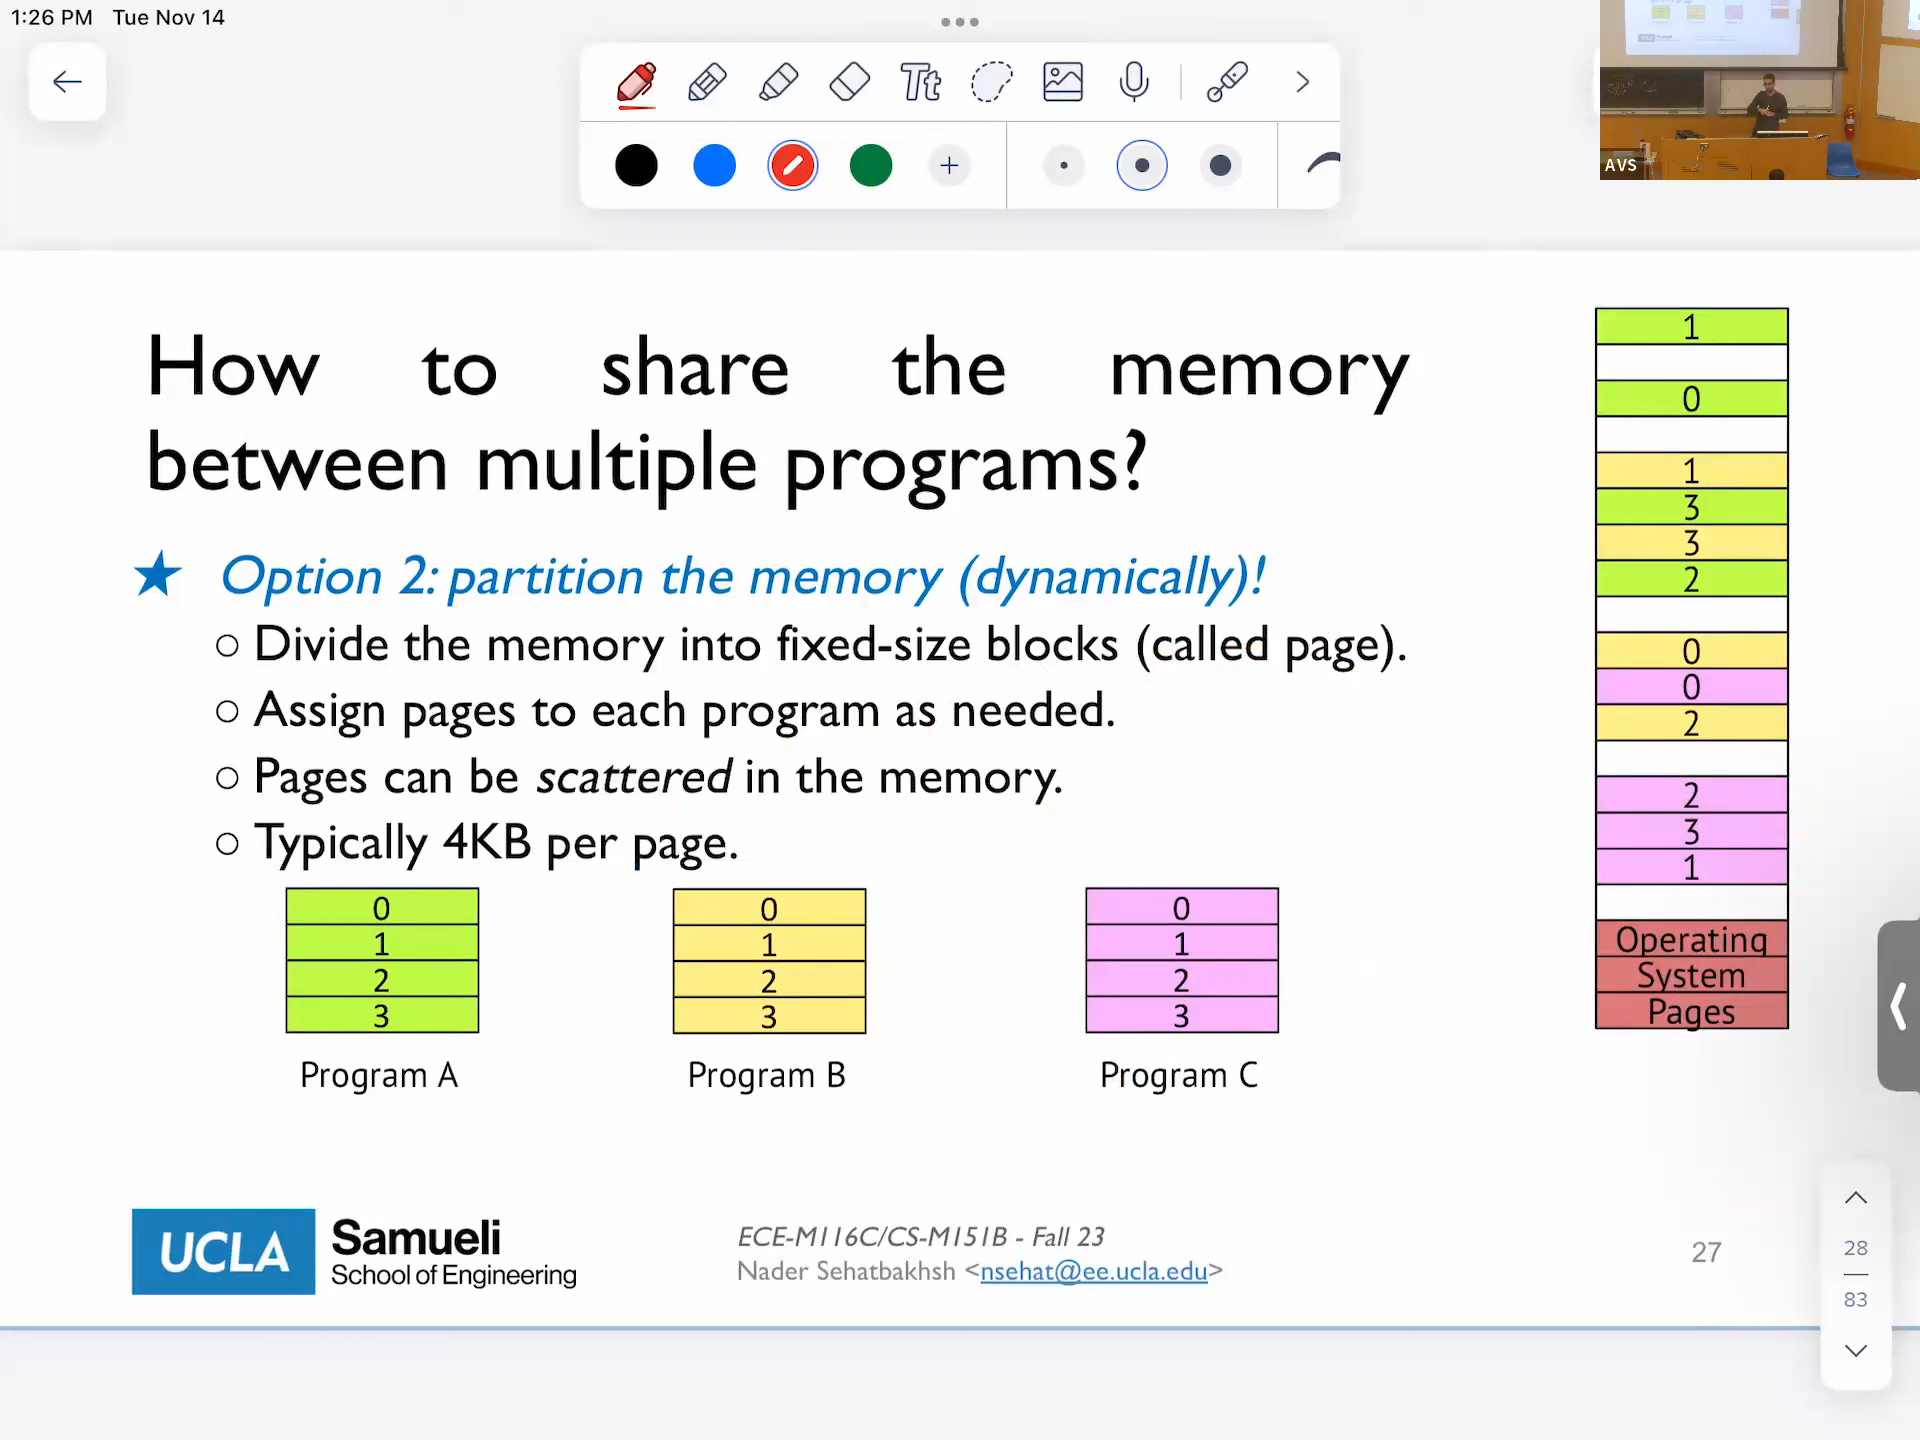 1:26 PM Tue Nov 14
Tt
AVS
How to share the memory
between multiple programs?
★ Option 2: partition the memory (dynamically)!
○ Divide the memory into fixed-size blocks (called page).
○ Assign pages to each program as needed.
○ Pages can be scattered in the memory.
○ Typically 4KB per page.
0
1
2
3
Program A
0
1
2
3
Program B
0
1
2
3
Program C
1
0
1
3
3
2
0
0
2
2
3
1
Operating
System
Pages
UCLA Samueli
School of Engineering
ECE-M116C/CS-M151B - Fall 23
Nader Sehatbakhsh <nsehat@ee.ucla.edu>
27
28
83